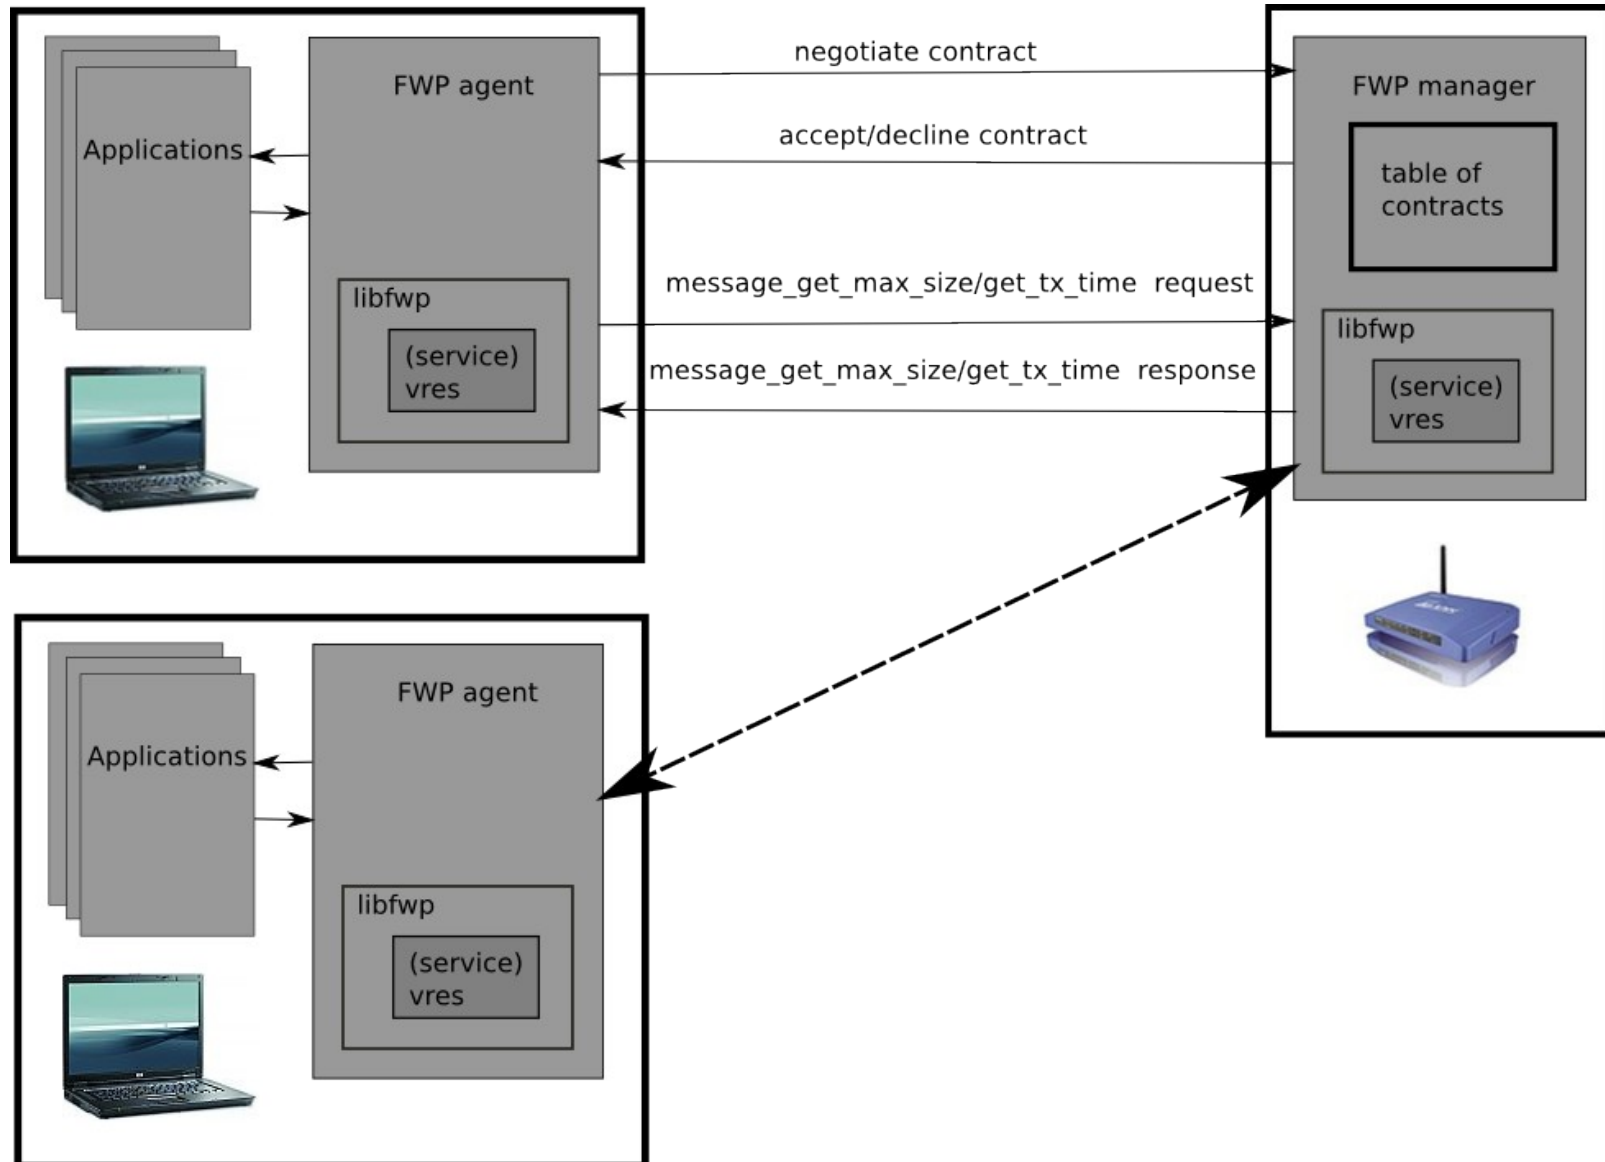 negotiate contract
FWP agent
FWP manager
Applications
accept/decline contract
table of
contracts
message_get_max_size/get_tx_time request
libfwp
libfwp
(service)
vres
message_get_max_size/get_tx_time response
(service)
vres
FWP agent
Applications
libfwp
(service)
vres